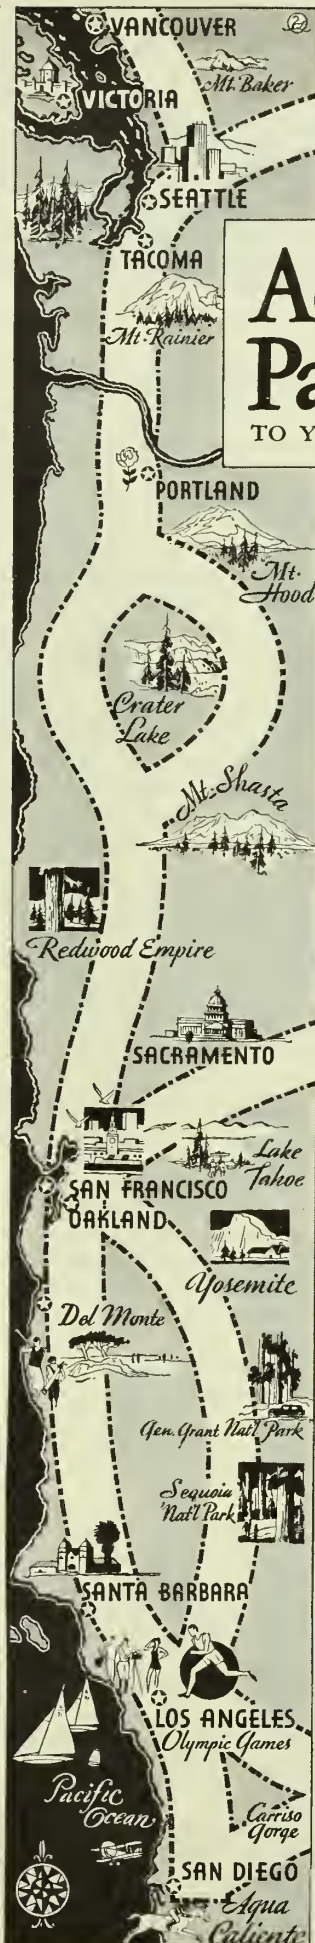 VANCOUVER
Mt. Baker
VICTORIA
SEATTLE
TACOMA
Mt. Rainier
TO Y
PORTLAND
Mt.
Hood
Crater
Lake
Mt. Shasta
Redwood Empire
SACRAMENTO
Lake
Tahoe
SAN FRANCISCO
OAKLAND
Yosemite
Del Monte
Gen. Grant Nat'l Park
Sequoia
Nat'l Park
SANTA BARBARA
LOS ANGELES
Olympic Games
Pacific
Ocean
Carriso
Gorge
SAN DIEGO
Agua
Caliente